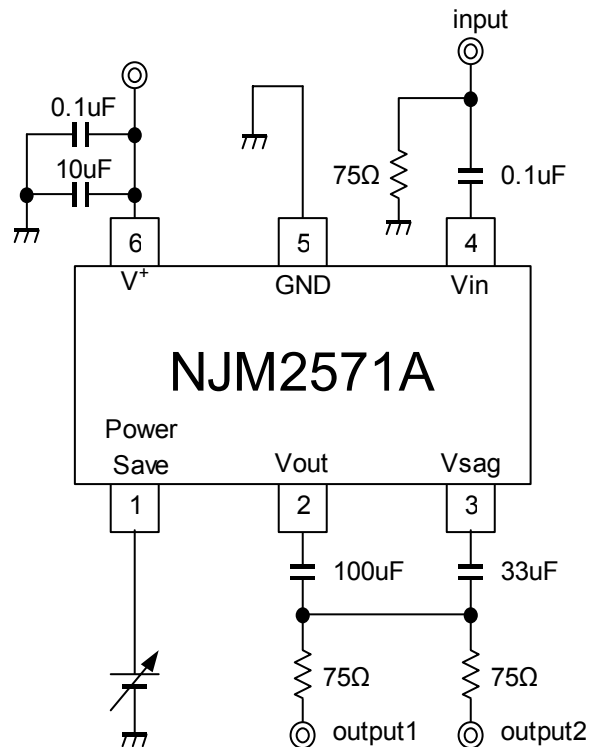 input
0.1uF
10uF
75Ω
0.1uF
6
5
4
V+
GND
Vin
NJM2571A
Power
Save
Vout
Vsag
1
2
3
100uF
33uF
75Ω
75Ω
output1
output2